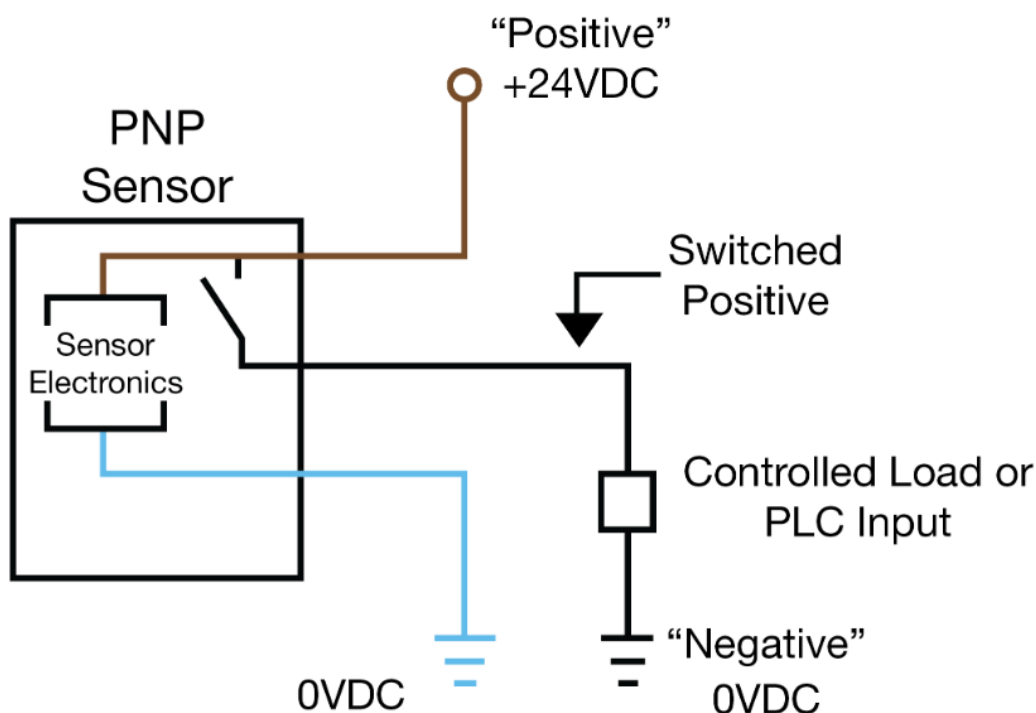 “Positive”
+24VDC
PNP
Sensor
Switched
Positive
Sensor
Electronics
Controlled Load or
PLC Input
“Negative”
0VDC
0VDC